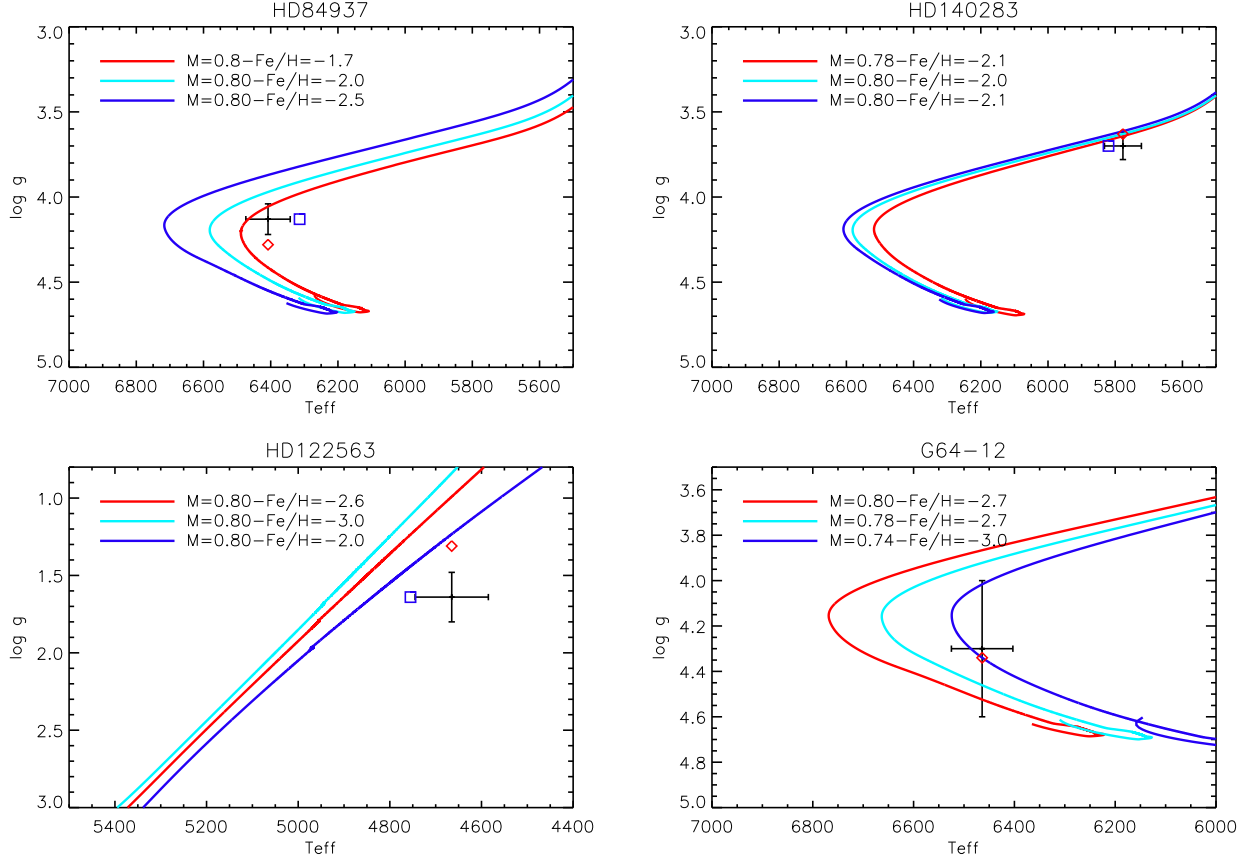 HD84937
M=0.8-Fe/H=-1.7
M=0.80-Fe/H=-2.0
M=0.80-Fe/H=-2.5
3.0
3.5
4.0
4.5
5.0
log g
7000 6800 6600 6400 6200 6000 5800 5600
Teff
HD140283
M=0.78-Fe/H=-2.1
M=0.80-Fe/H=-2.0
M=0.80-Fe/H=-2.1
3.0
3.5
4.0
4.5
5.0
log g
7000 6800 6600 6400 6200 6000 5800 5600
Teff
HD122563
M=0.80-Fe/H=-2.6
M=0.80-Fe/H=-3.0
M=0.80-Fe/H=-2.0
1.0
1.5
2.0
2.5
3.0
log g
5400 5200 5000 4800 4600 4400
Teff
G64-12
M=0.80-Fe/H=-2.7
M=0.78-Fe/H=-2.7
M=0.74-Fe/H=-3.0
3.6
3.8
4.0
4.2
4.4
4.6
4.8
5.0
log g
7000 6800 6600 6400 6200 6000
Teff